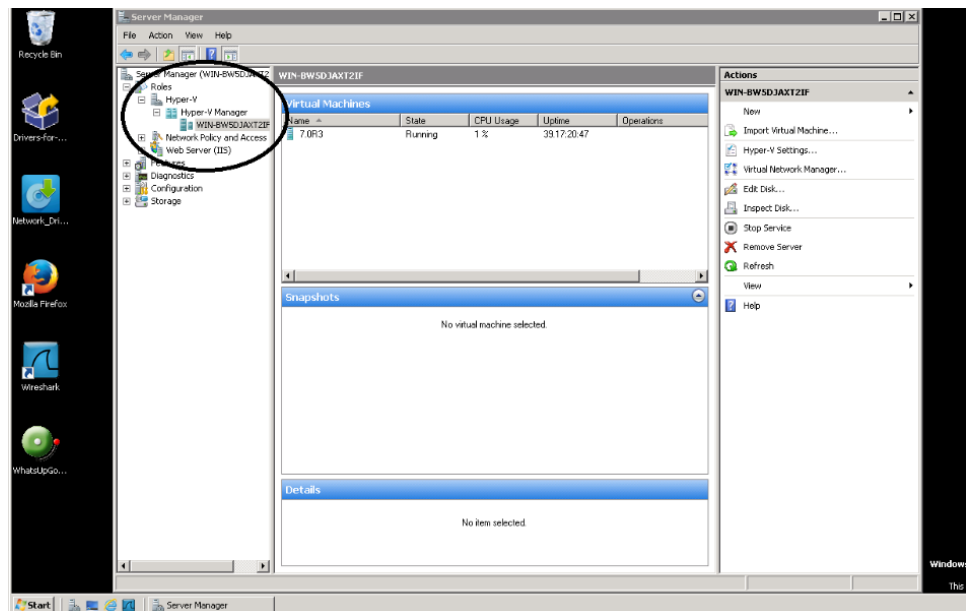 Recycle Bin
Drivers-For-...
Network_Dri...
Mozilla Firefox
Wireshark
WhatsUpGo...
Server Manager
File Action View Help
Server Manager (WIN-BW5DJAXT2
Roles
Hyper-V
Hyper-V Manager
WIN-BW5DJAXT2IF
Network Policy and Access
Web Server (IIS)
Features
Diagnostics
Configuration
Storage
WIN-BW5DJAXT2IF
Virtual Machines
Name State CPU Usage Uptime Operations
7.0R3 Running 1 % 39.17:20:47
Snapshots
No virtual machine selected.
Details
No item selected.
Actions
WIN-BW5DJAXT2IF
New
Import Virtual Machine...
Hyper-V Settings...
Virtual Network Manager...
Edit Disk...
Inspect Disk...
Stop Service
Remove Server
Refresh
View
Help
Windows
This
Start Server Manager